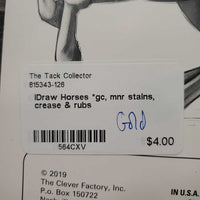 The Tack Collector
815343-128
IDraw Horses *gc, mnr stains,
crease & rubs
Gold
564CXV
$4.00
© 2019
The Clever Factory, Inc.
P.O. Box 150722
IN U.S.A.